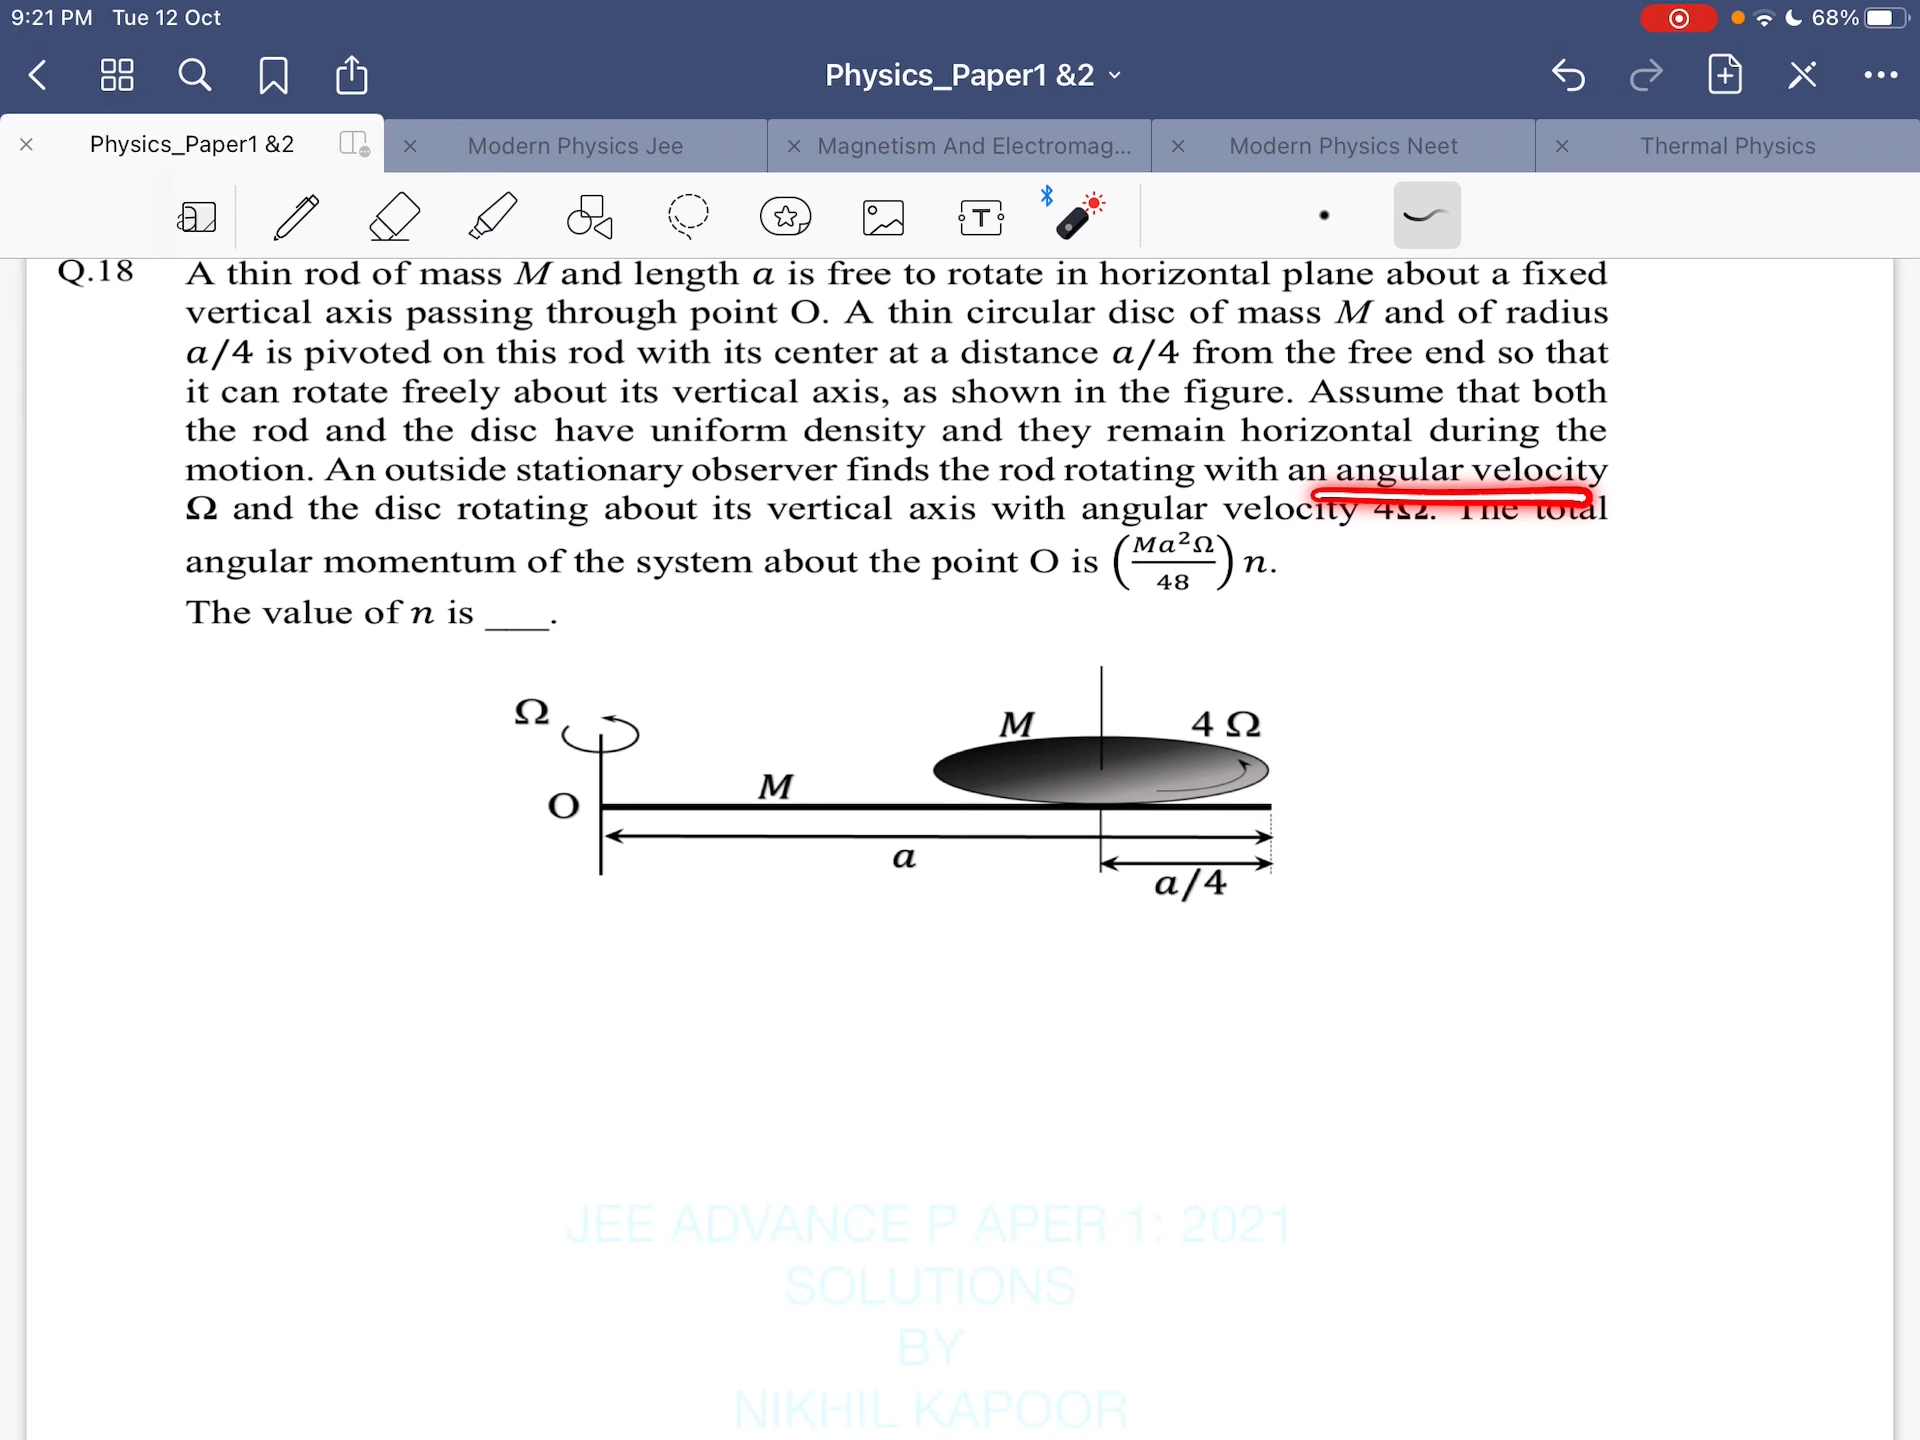 9:21 PM Tue 12 Oct
68%
Physics_Paper1 &2
Physics_Paper1 &2
Modern Physics Jee
Magnetism And Electromag...
Modern Physics Neet
Thermal Physics
Q.18 A thin rod of mass M and length a is free to rotate in horizontal plane about a fixed
vertical axis passing through point O. A thin circular disc of mass M and of radius
a/4 is pivoted on this rod with its center at a distance a/4 from the free end so that
it can rotate freely about its vertical axis, as shown in the figure. Assume that both
the rod and the disc have uniform density and they remain horizontal during the
motion. An outside stationary observer finds the rod rotating with an angular velocity
Ω and the disc rotating about its vertical axis with angular velocity 4Ω. The total
angular momentum of the system about the point O is (Ma²Ω/48) n.
The value of n is ___.
Ω
M
4 Ω
M
O
a
a/4
JEE ADVANCE P APER 1: 2021
SOLUTIONS
BY
NIKHIL KAPOOR